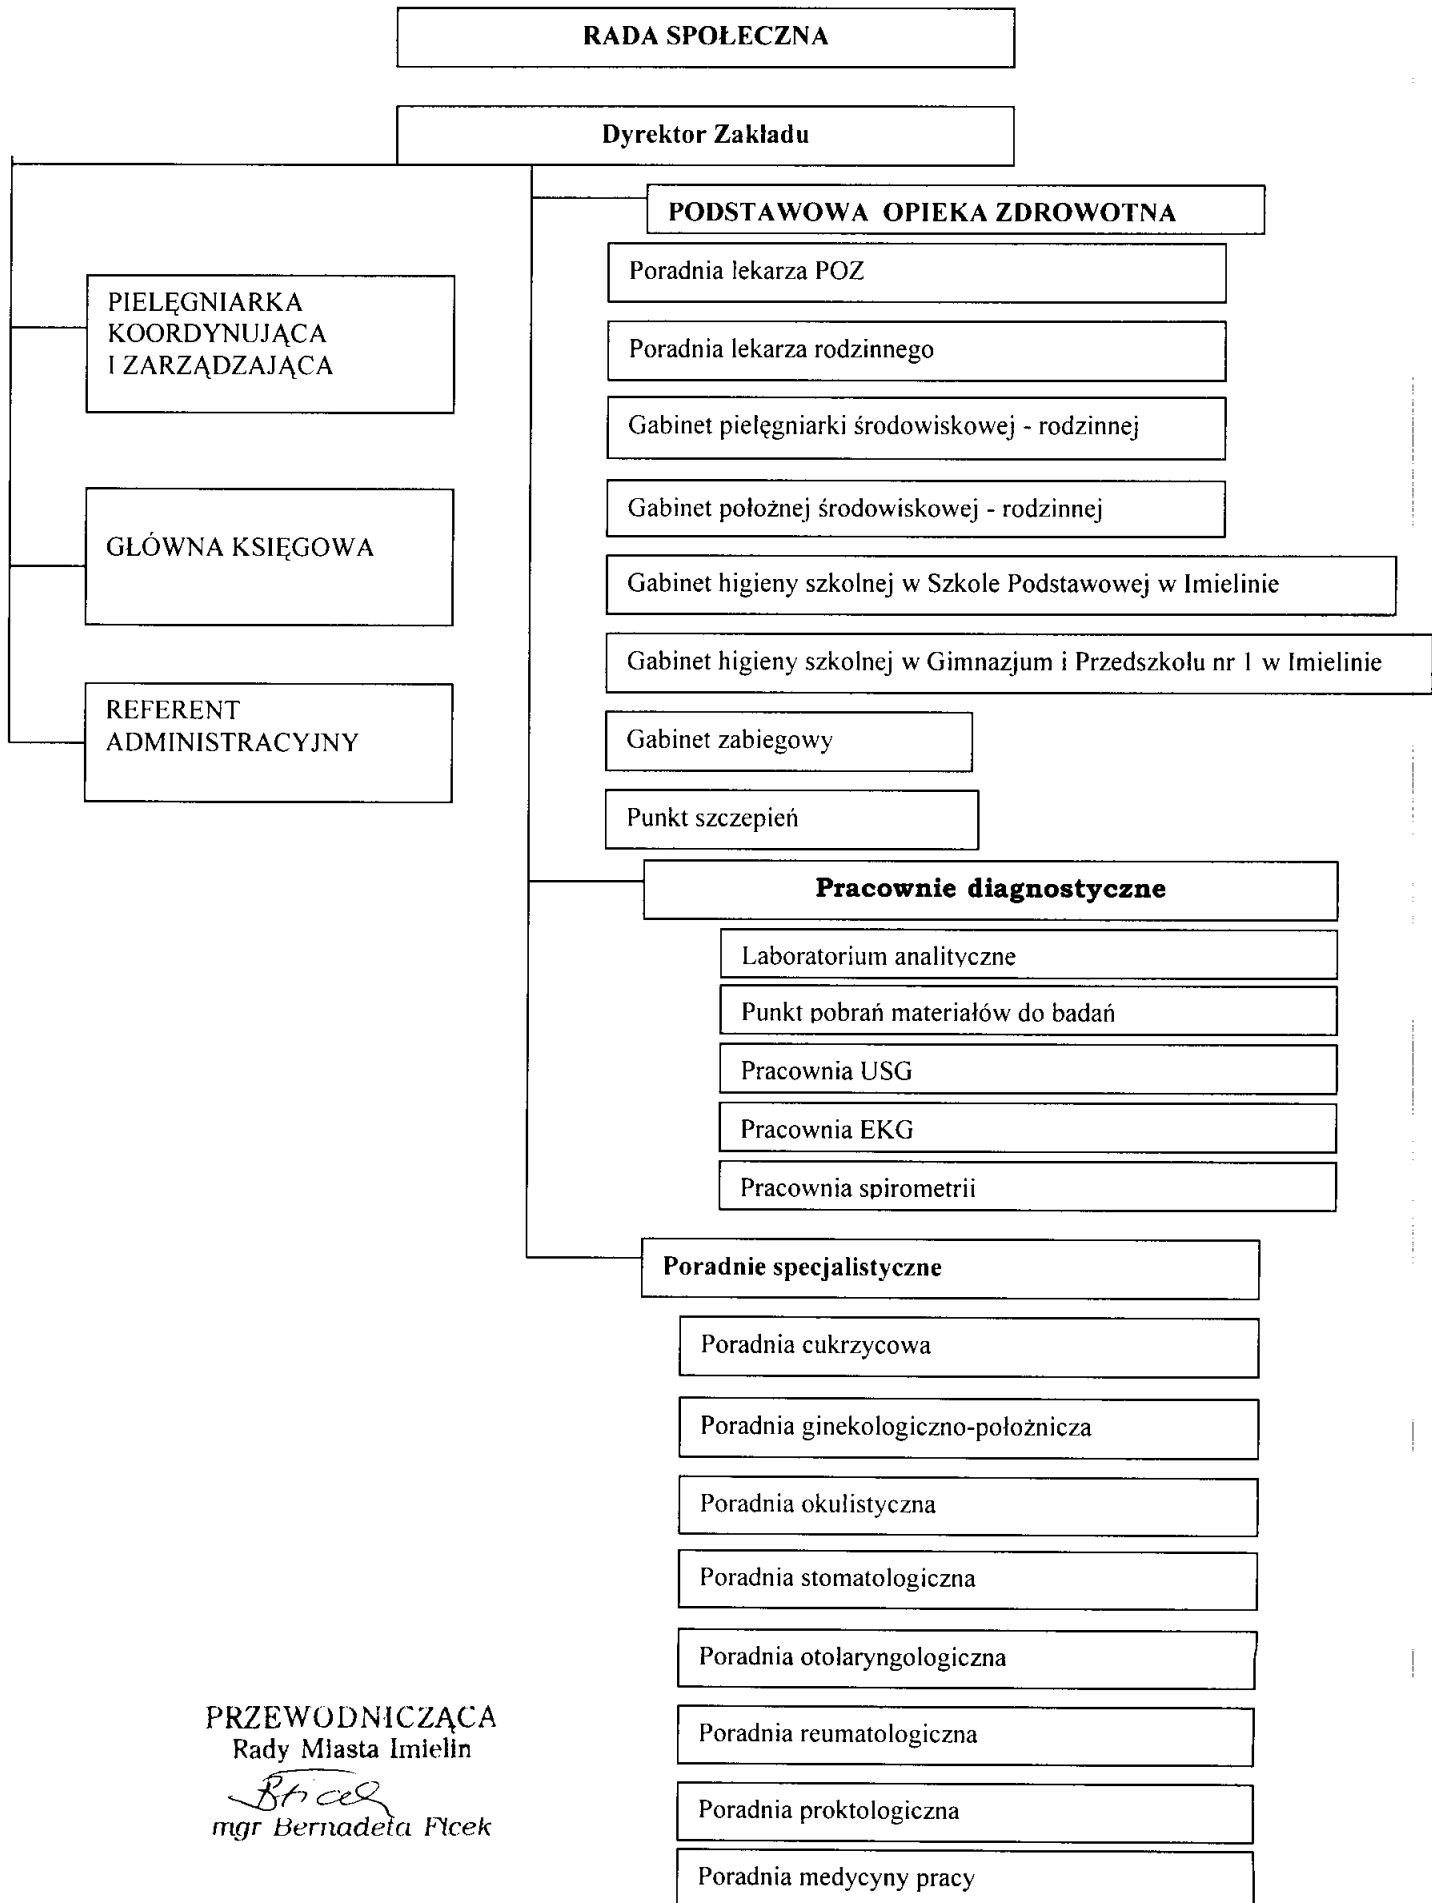 RADA SPOŁECZNA
Dyrektor Zakładu
PODSTAWOWA OPIEKA ZDROWOTNA
Poradnia lekarza POZ
PIELĘGNIARKA
KOORDYNUJĄCA
I ZARZĄDZAJĄCA
Poradnia lekarza rodzinnego
Gabinet pielęgniarki środowiskowej - rodzinnej
Gabinet położnej środowiskowej - rodzinnej
GŁÓWNA KSIĘGOWA
Gabinet higieny szkolnej w Szkole Podstawowej w Imielinie
Gabinet higieny szkolnej w Gimnazjum i Przedszkolu nr 1 w Imielinie
REFERENT
ADMINISTRACYJNY
Gabinet zabiegowy
Punkt szczepień
Pracownie diagnostyczne
Laboratorium analityczne
Punkt pobrań materiałów do badań
Pracownia USG
Pracownia EKG
Pracownia spirometrii
Poradnie specjalistyczne
Poradnia cukrzycowa
Poradnia ginekologiczno-położnicza
Poradnia okulistyczna
Poradnia stomatologiczna
Poradnia otolaryngologiczna
Poradnia reumatologiczna
Poradnia proktologiczna
Poradnia medycyny pracy
PRZEWODNICZĄCA
Rady Miasta Imielin
mgr Bernadeta Ficek